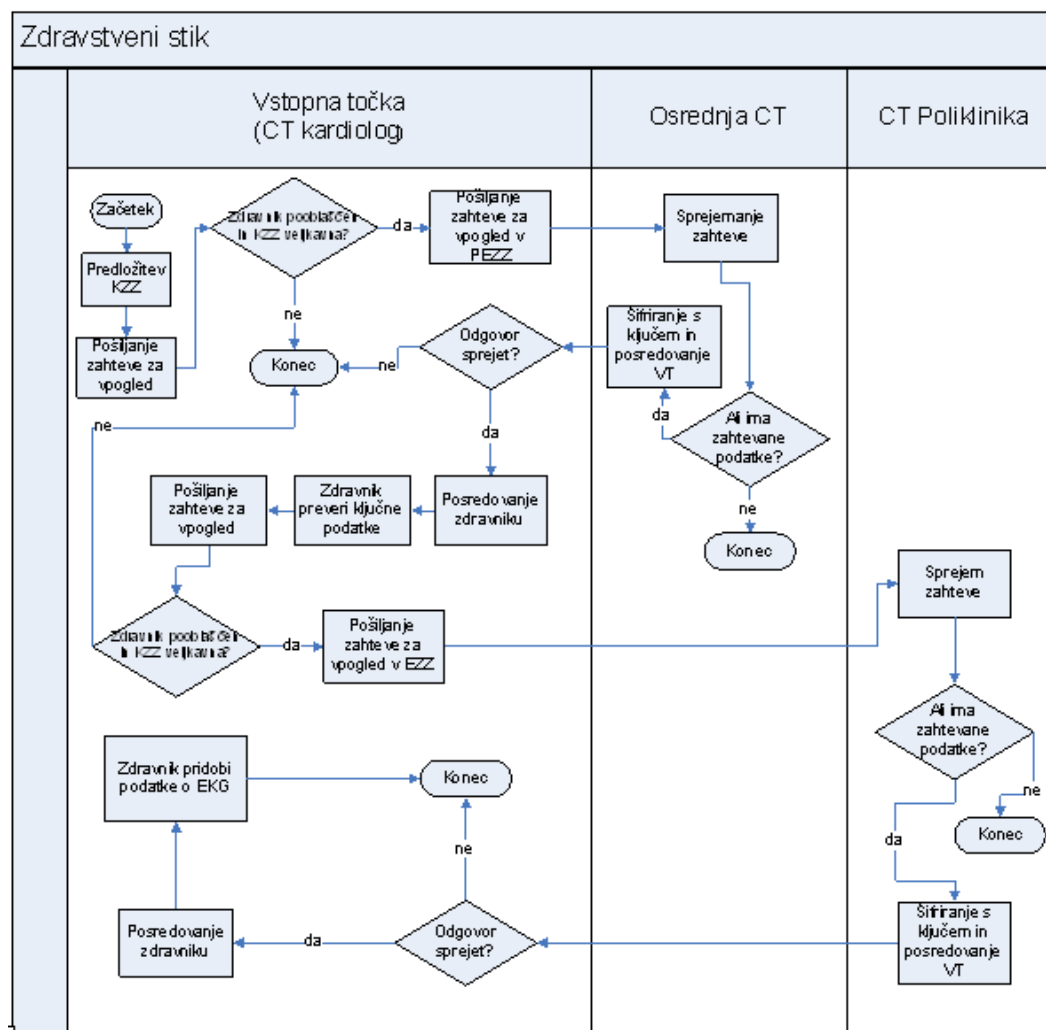 Zdravstveni stik
Vstopna točka
(CT kardiolog)
Osrednja CT
CT Poliklinika
Začetek
Predložitev
KZZ
Pošiljanje
zahteve za
vpogled
Zdravnik pooblaščen
in KZZ veljkavna?
da
ne
Pošiljanje
zahteve za
vpogled v
PEZZ
Sprejemanje
zahteve
Konec
ne
Odgovor
sprejet?
da
Šifriranje s
ključem in
posredovanje
VT
da
Ali ima
zahtevane
podatke?
ne
Konec
ne
Pošiljanje
zahteve za
vpogled
Zdravnik
preveri ključne
podatke
Posredovanje
zdravniku
Zdravnik pooblaščen
in KZZ veljkavna?
da
Pošiljanje
zahteve za
vpogled v EZZ
Sprejem
zahteve
Ali ima
zahtevane
podatke?
ne
Konec
da
Zdravnik pridobi
podatke o EKG
Konec
ne
Posredovanje
zdravniku
da
Odgovor
sprejet?
Šifriranje s
ključem in
posredovanje
VT